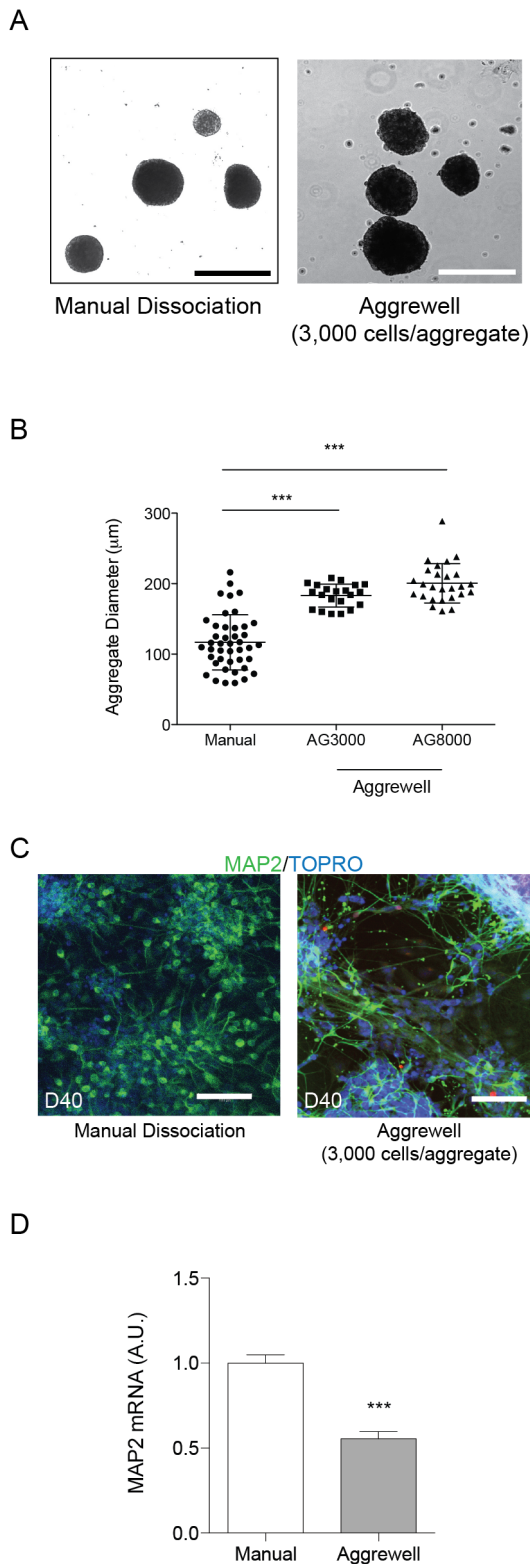 A
Manual Dissociation
Aggrewell
(3,000 cells/aggregate)
B
***
***
Aggregate Diameter (μm)
300
200
100
0
Manual
AG3000
AG8000
Aggrewell
C
MAP2/TOPRO
D40
D40
Manual Dissociation
Aggrewell
(3,000 cells/aggregate)
D
MAP2 mRNA (A.U.)
1.5
1.0
0.5
0.0
***
Manual
Aggrewell